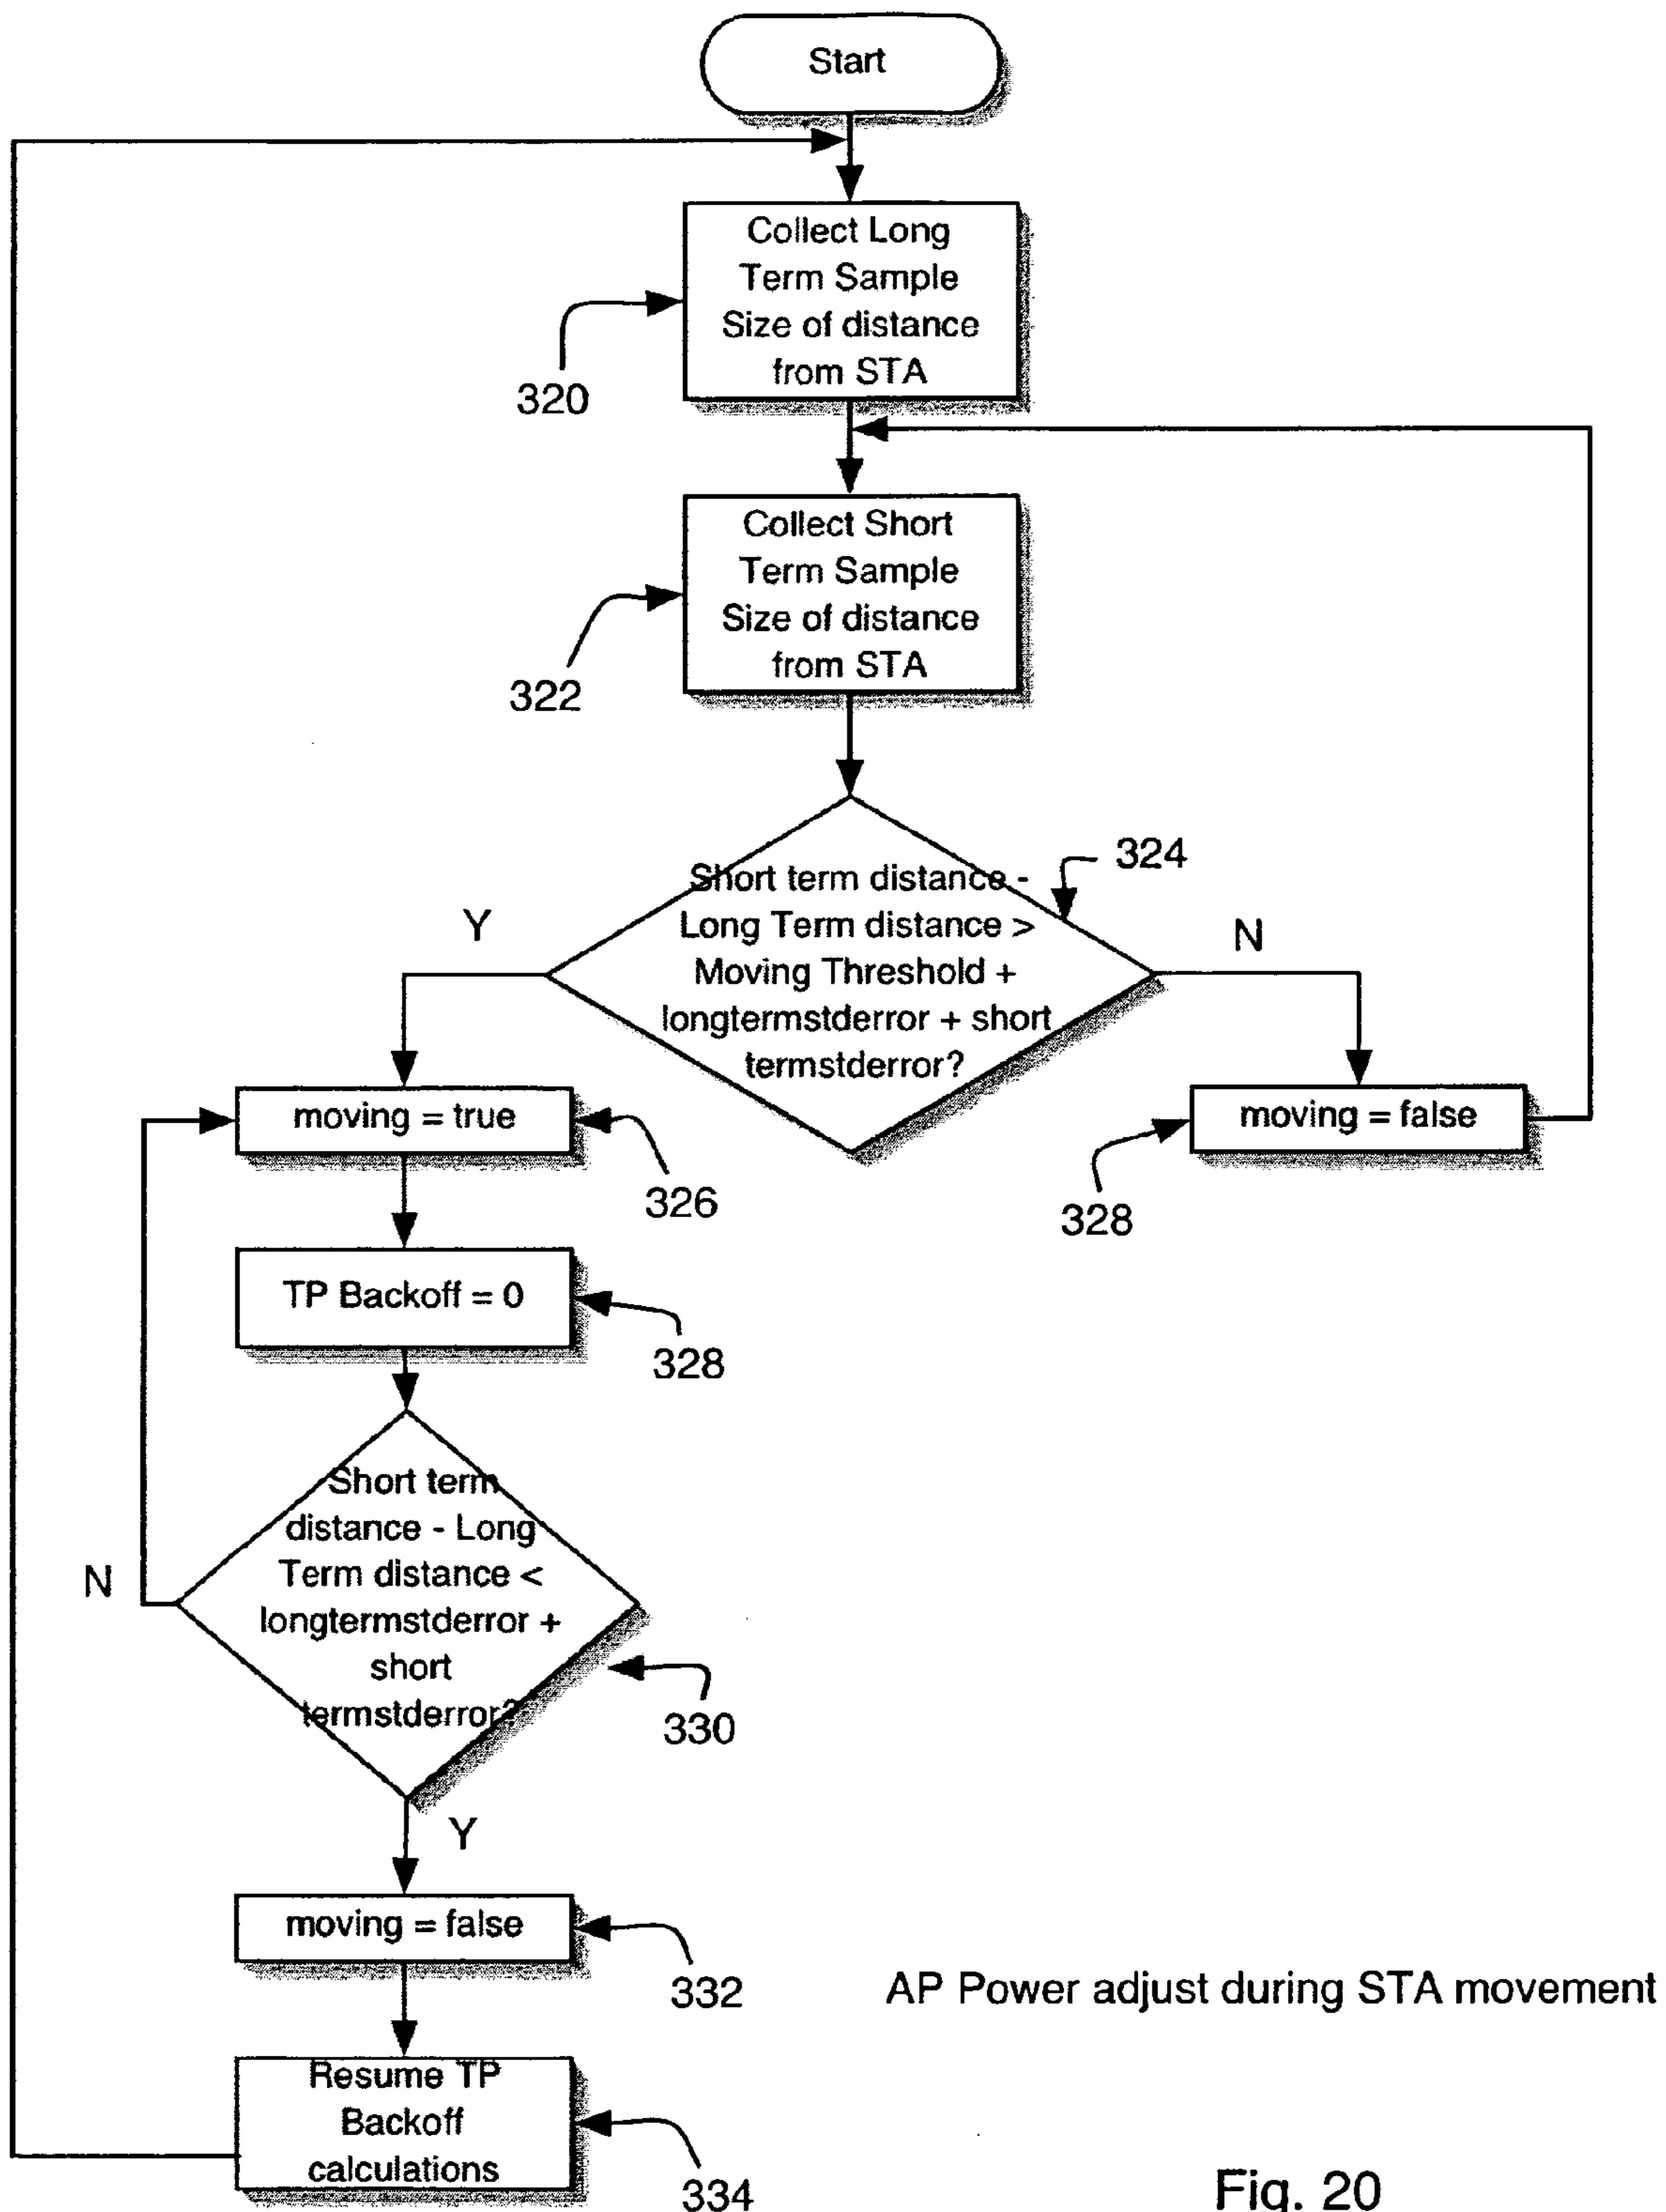 Start
Collect Long
Term Sample
Size of distance
from STA
320
Collect Short
Term Sample
Size of distance
from STA
322
324
Short term distance -
Long Term distance >
Moving Threshold +
longtermstderror + short
termstderror?
Y
N
moving = true
326
moving = false
328
TP Backoff = 0
328
Short term
distance - Long
Term distance <
longtermstderror +
short
termstderror?
N
330
Y
moving = false
332
AP Power adjust during STA movement
Resume TP
Backoff
calculations
334
Fig. 20